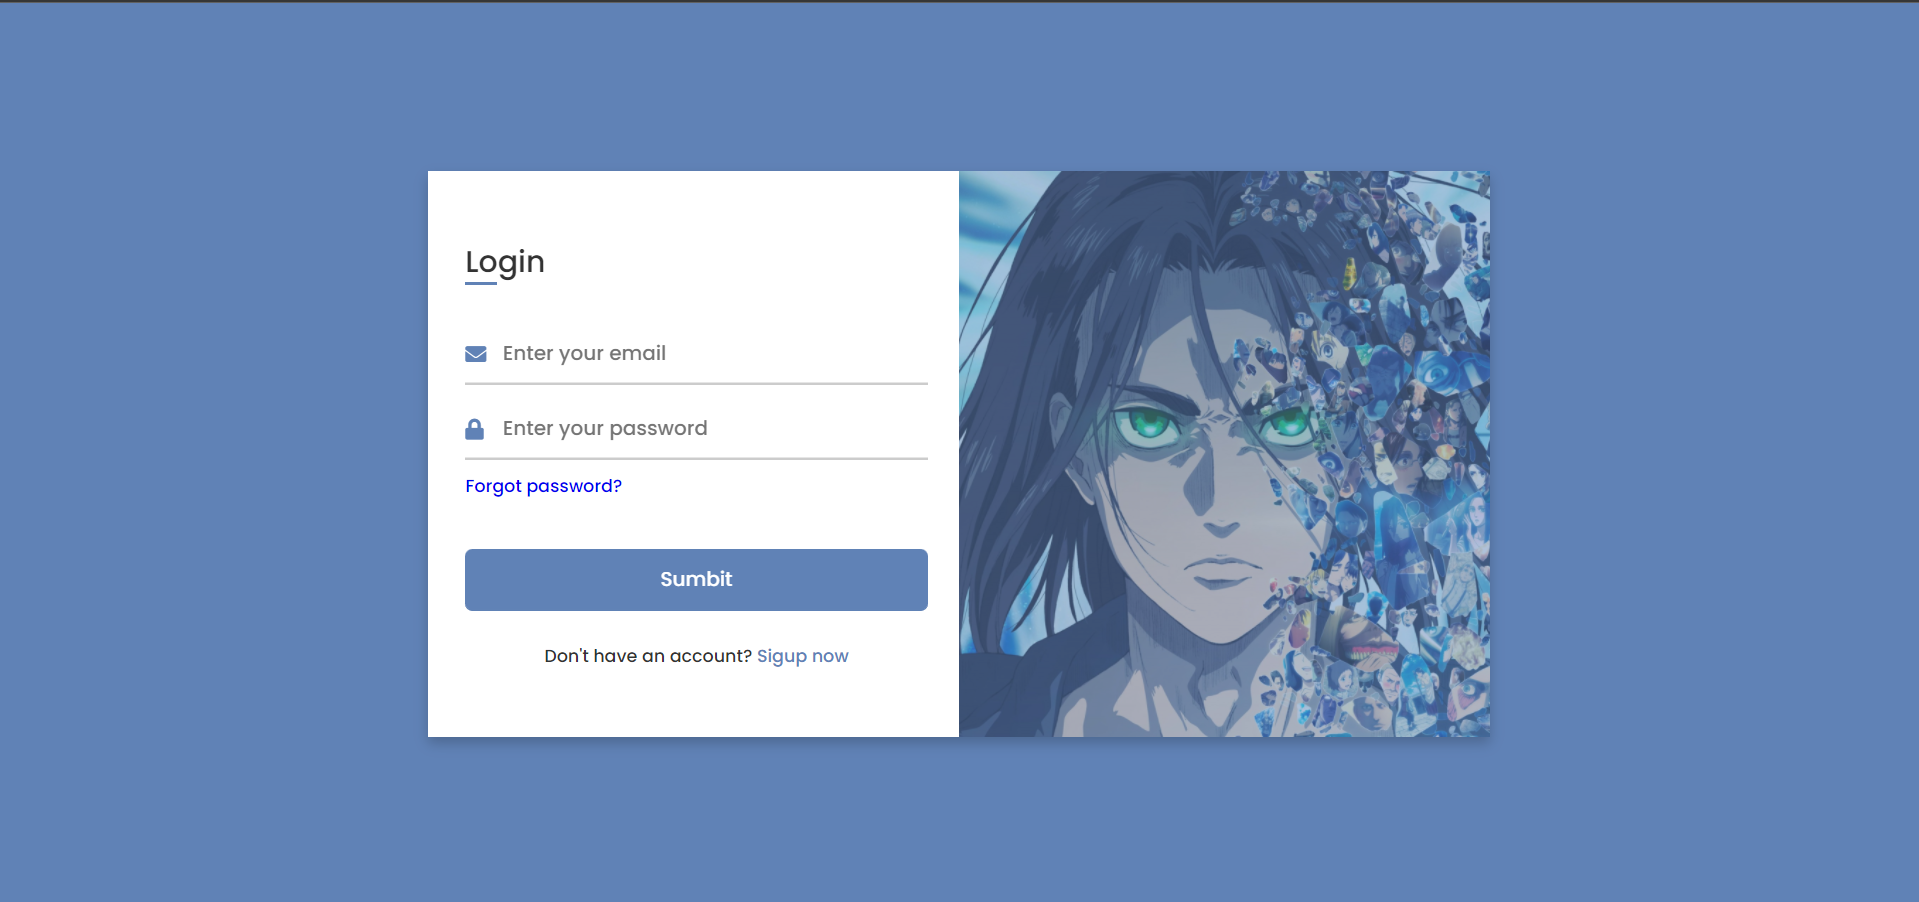 Login
Enter your email
Enter your password
Forgot password?
Sumbit
Don't have an account? Sigup now